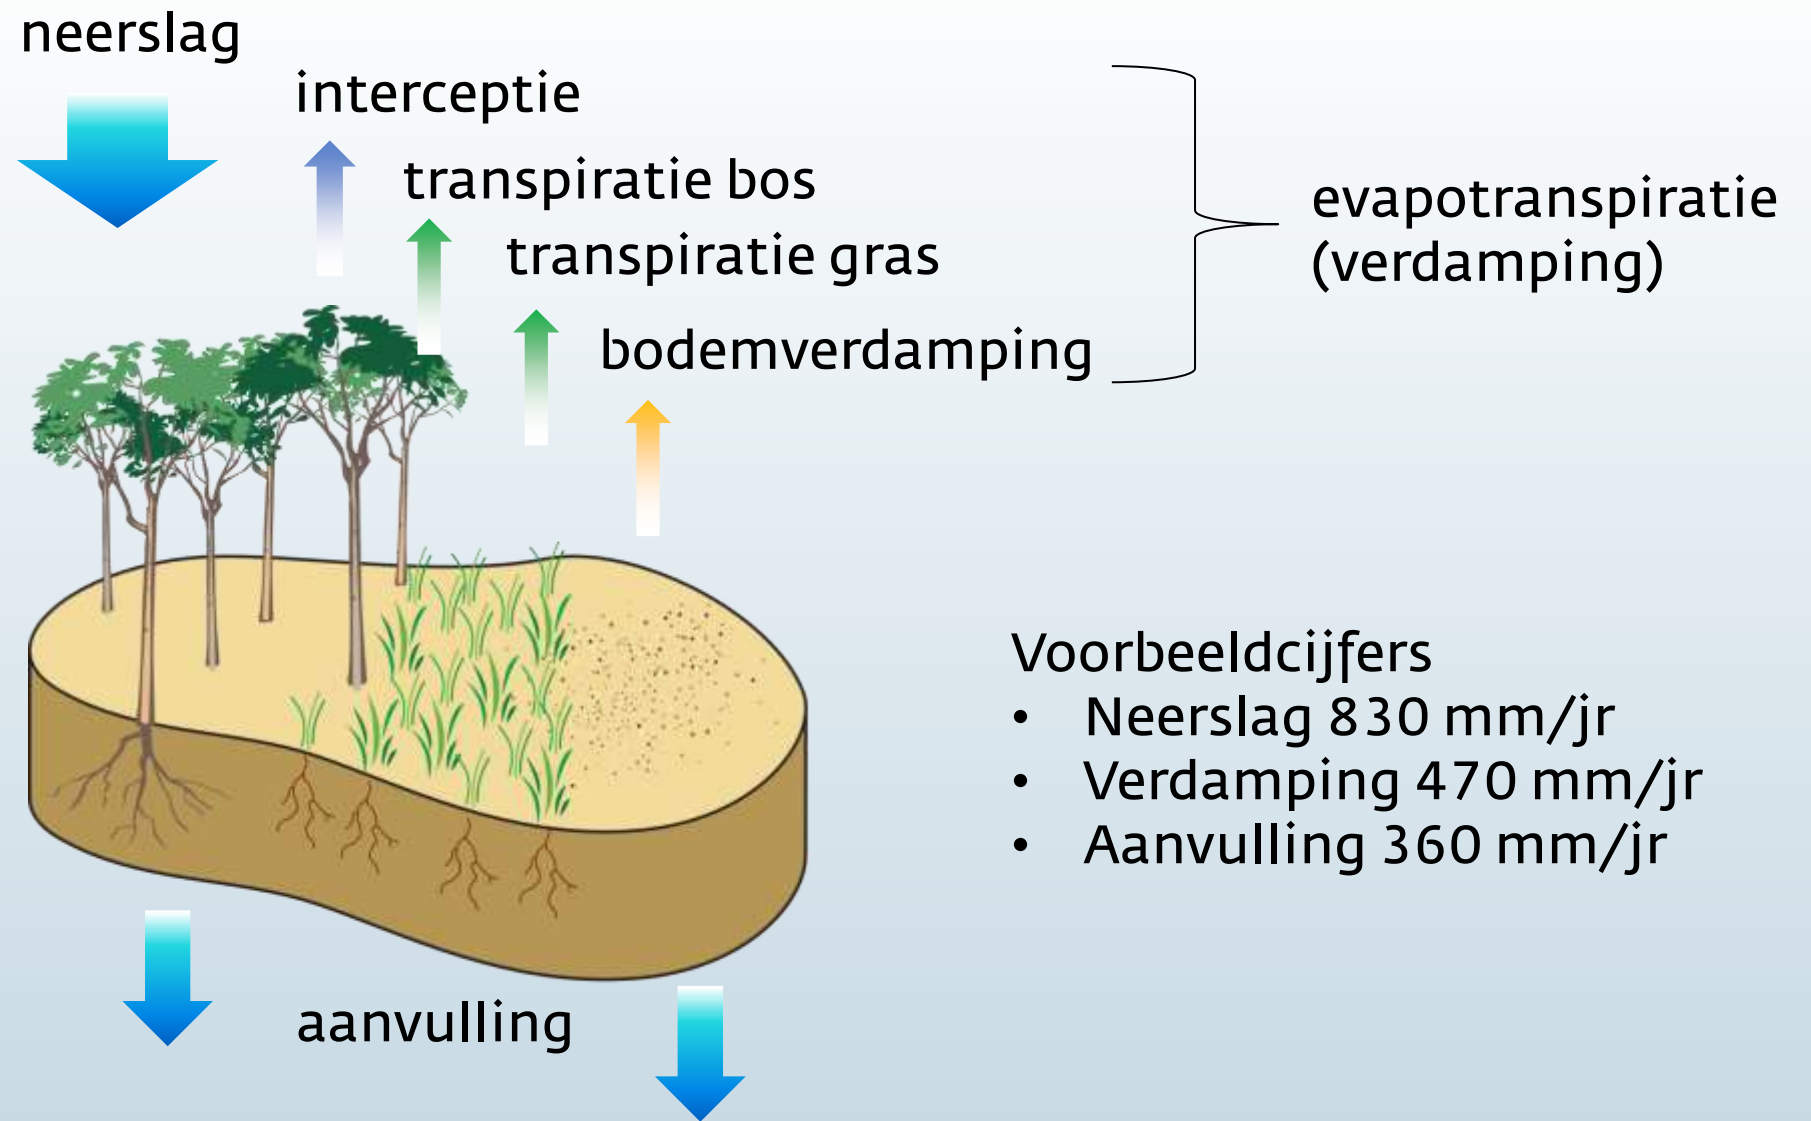 neerslag
interceptie
transpiratie bos
transpiratie gras
bodemverdamping
evapotranspiratie
(verdamping)
Voorbeeldcijfers
• Neerslag 830 mm/jr
• Verdamping 470 mm/jr
• Aanvulling 360 mm/jr
aanvulling